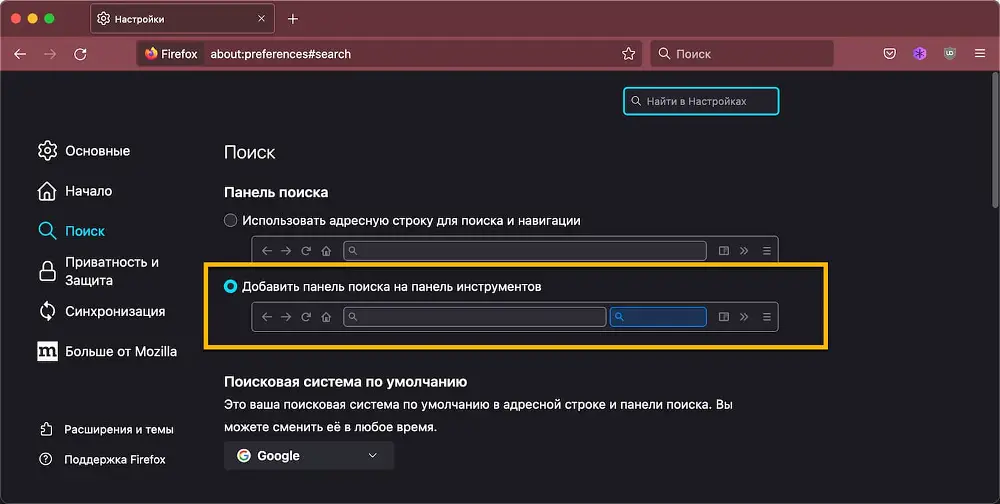 Настройки
Firefox about:preferences#search
Поиск
Найти в Настройках
Основные
Начало
Поиск
Приватность и
Защита
Синхронизация
m Больше от Mozilla
Расширения и темы
Поддержка Firefox
Поиск
Панель поиска
Использовать адресную строку для поиска и навигации
Добавить панель поиска на панель инструментов
Поисковая система по умолчанию
Это ваша поисковая система по умолчанию в адресной строке и панели поиска. Вы
можете сменить её в любое время.
G Google